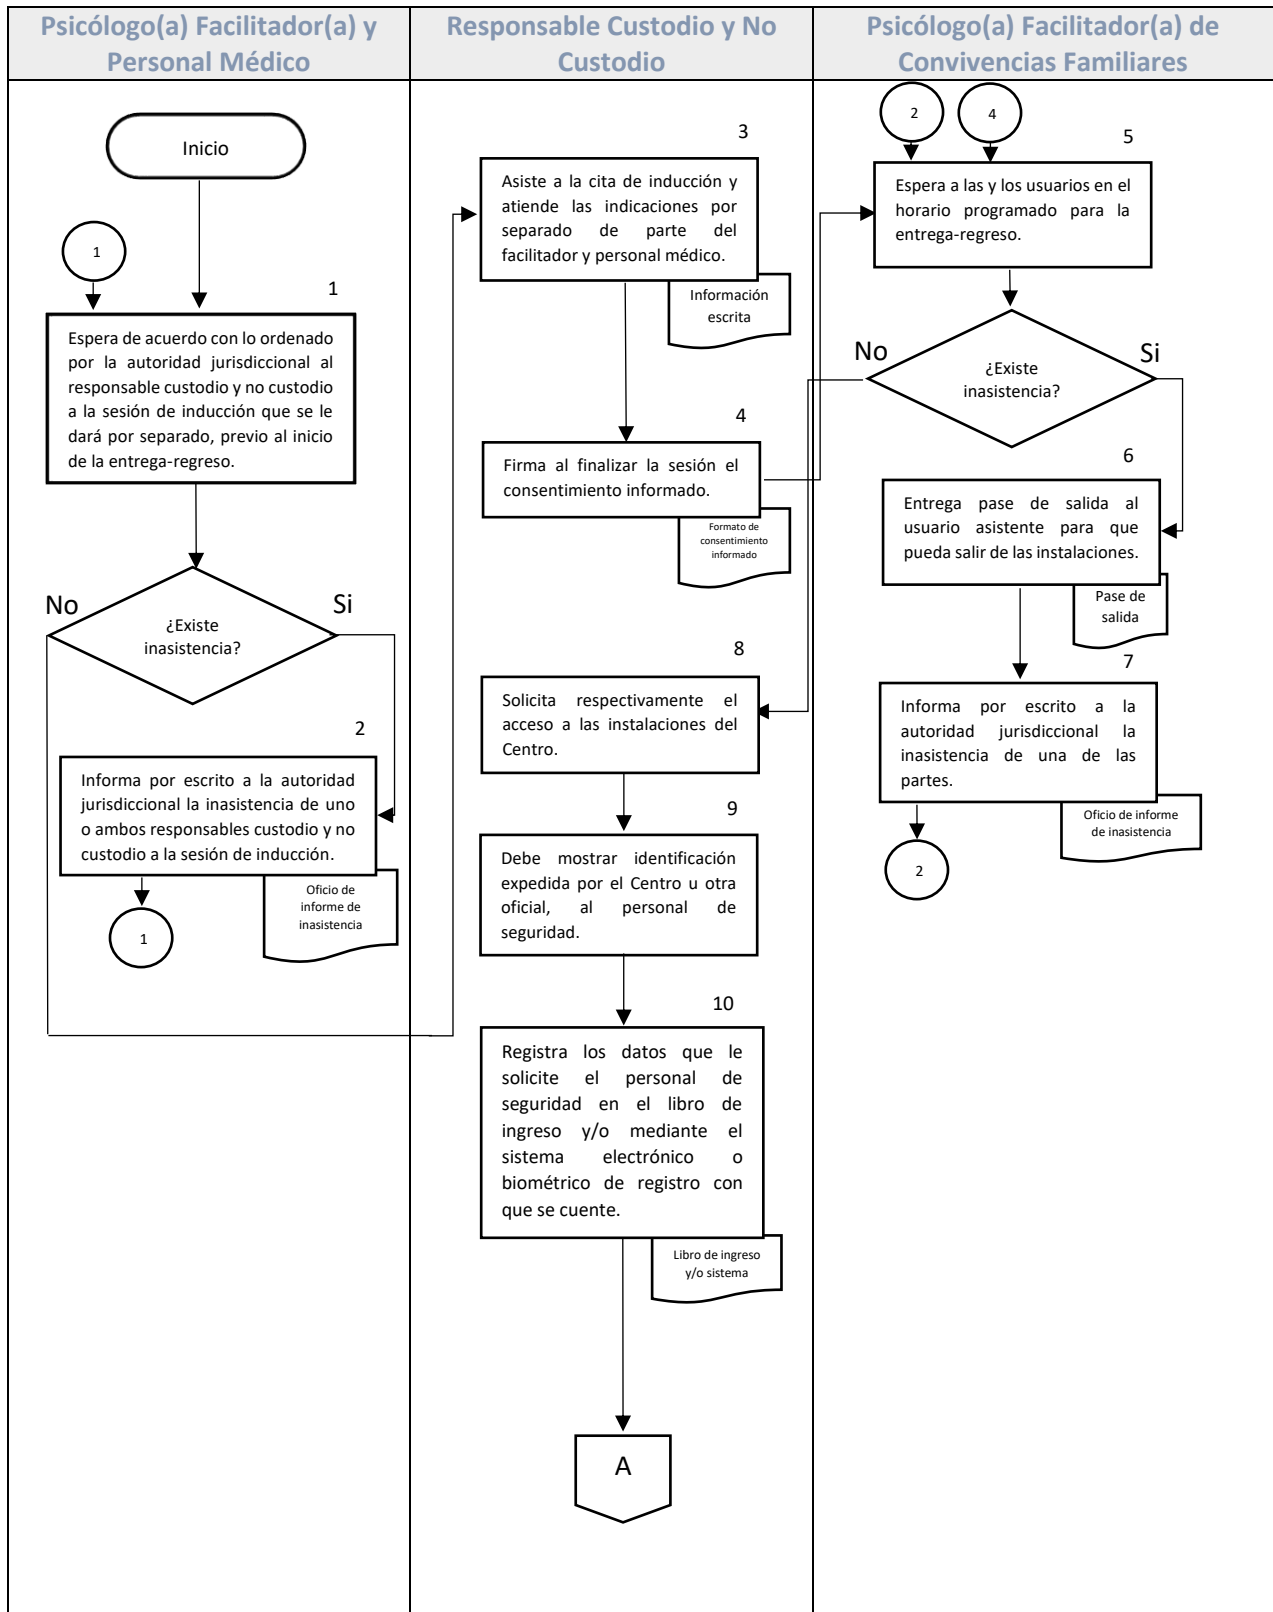 Psicólogo(a) Facilitador(a) y
Personal Médico
Responsable Custodio y No
Custodio
Psicólogo(a) Facilitador(a) de
Convivencias Familiares
Inicio
1
1
Espera de acuerdo con lo ordenado
por la autoridad jurisdiccional al
responsable custodio y no custodio
a la sesión de inducción que se le
dará por separado, previo al inicio
de la entrega-regreso.
No
Si
¿Existe
inasistencia?
2
Informa por escrito a la autoridad
jurisdiccional la inasistencia de uno
o ambos responsables custodio y no
custodio a la sesión de inducción.
Oficio de
informe de
inasistencia
1
3
Asiste a la cita de inducción y
atiende las indicaciones por
separado de parte del
facilitador y personal médico.
Información
escrita
4
Firma al finalizar la sesión el
consentimiento informado.
Formato de
consentimiento
informado
8
Solicita respectivamente el
acceso a las instalaciones del
Centro.
9
Debe mostrar identificación
expedida por el Centro u otra
oficial, al personal de
seguridad.
10
Registra los datos que le
solicite el personal de
seguridad en el libro de
ingreso y/o mediante el
sistema electrónico o
biométrico de registro con
que se cuente.
Libro de ingreso
y/o sistema
A
2
4
5
Espera a las y los usuarios en el
horario programado para la
entrega-regreso.
No
Si
¿Existe
inasistencia?
6
Entrega pase de salida al
usuario asistente para que
pueda salir de las instalaciones.
Pase de
salida
7
Informa por escrito a la
autoridad jurisdiccional la
inasistencia de una de las
partes.
Oficio de informe
de inasistencia
2